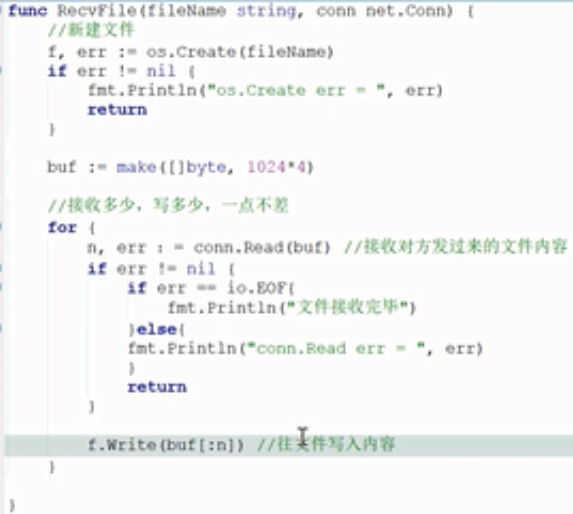 func RecvFile(fileName string, conn net.Conn) {
    //新建文件
    f, err := os.Create(fileName)
    if err != nil {
        fmt.Println("os.Create err = ", err)
        return
    }

    buf := make([]byte, 1024*4)

    //接收多少，写多少，一点不差
    for {
        n, err : = conn.Read(buf) //接收对方发过来的文件内容
        if err != nil {
            if err == io.EOF{
                fmt.Println("文件接收完毕")
            }else{
            fmt.Println("conn.Read err = ", err)
            }
            return
        }

        f.Write(buf[:n]) //往文件写入内容
    }

}